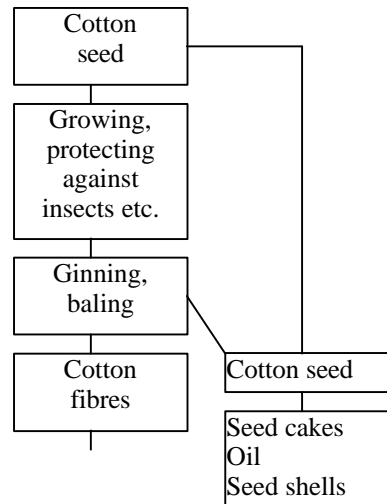 Cotton
seed
Growing,
protecting
against
insects etc.
Ginning,
baling
Cotton
fibres
Cotton seed
Seed cakes
Oil
Seed shells